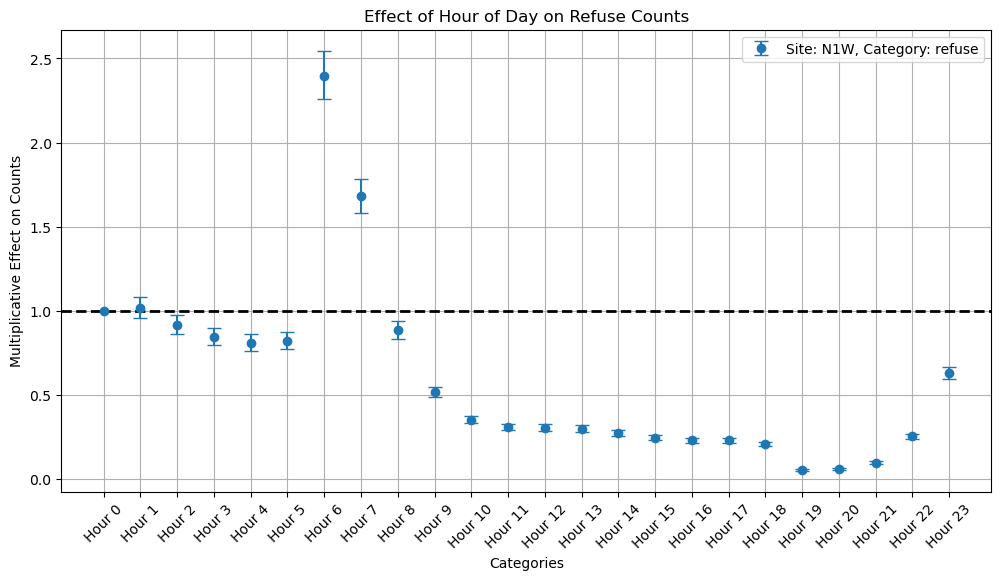 Effect of Hour of Day on Refuse Counts
Site: N1W, Category: refuse
Multiplicative Effect on Counts
2.5
2.0
1.5
1.0
0.5
0.0
Hour 0
Hour 1
Hour 2
Hour 3
Hour 4
Hour 5
Hour 6
Hour 7
Hour 8
Hour 9
Hour 10
Hour 11
Hour 12
Hour 13
Hour 14
Hour 15
Hour 16
Hour 17
Hour 18
Hour 19
Hour 20
Hour 21
Hour 22
Hour 23
Categories